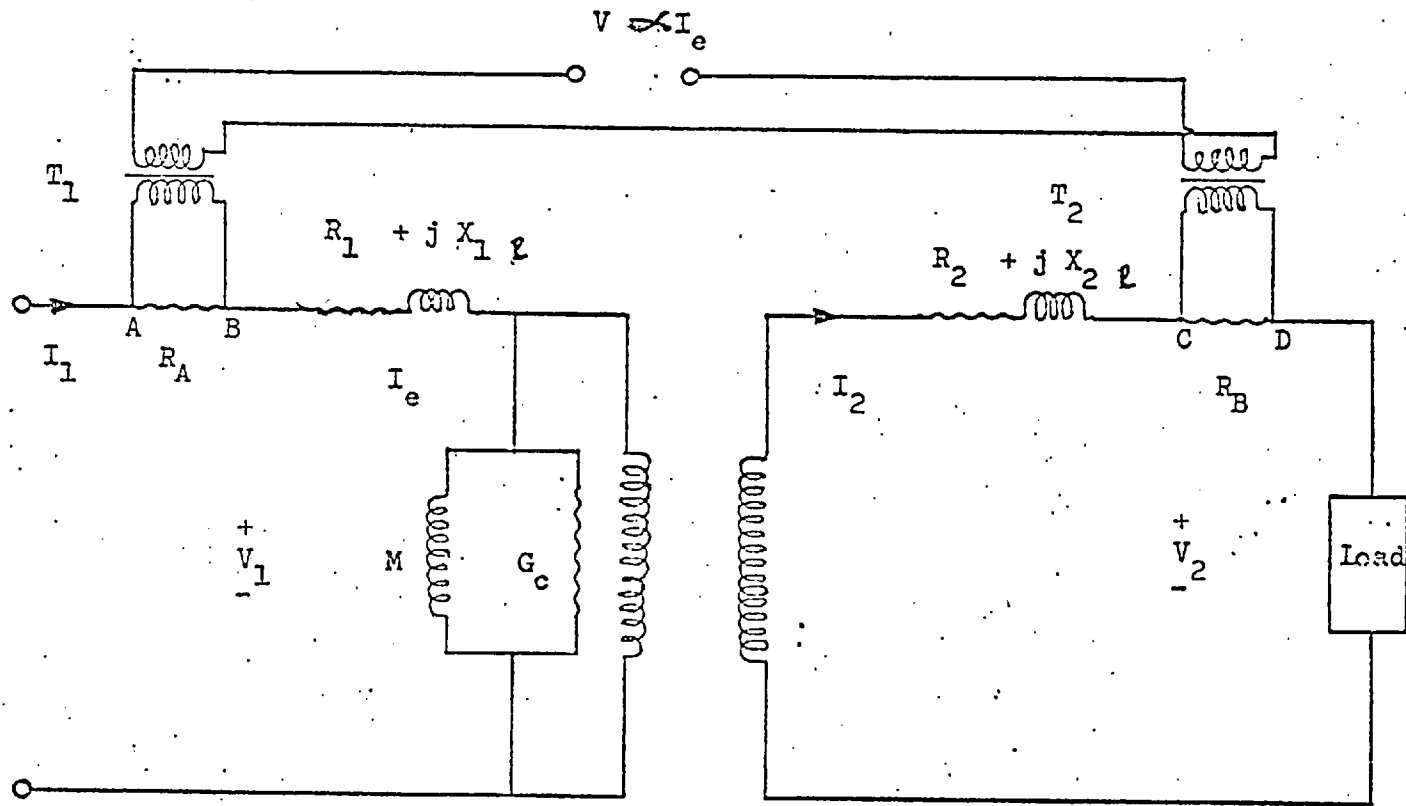 V ∝ I_e
T_1
T_2
R_1 + j X_1 ℓ
R_2 + j X_2 ℓ
A
B
C
D
I_1
R_A
I_e
I_2
R_B
+
V_1
-
M
G_c
+
V_2
-
Load